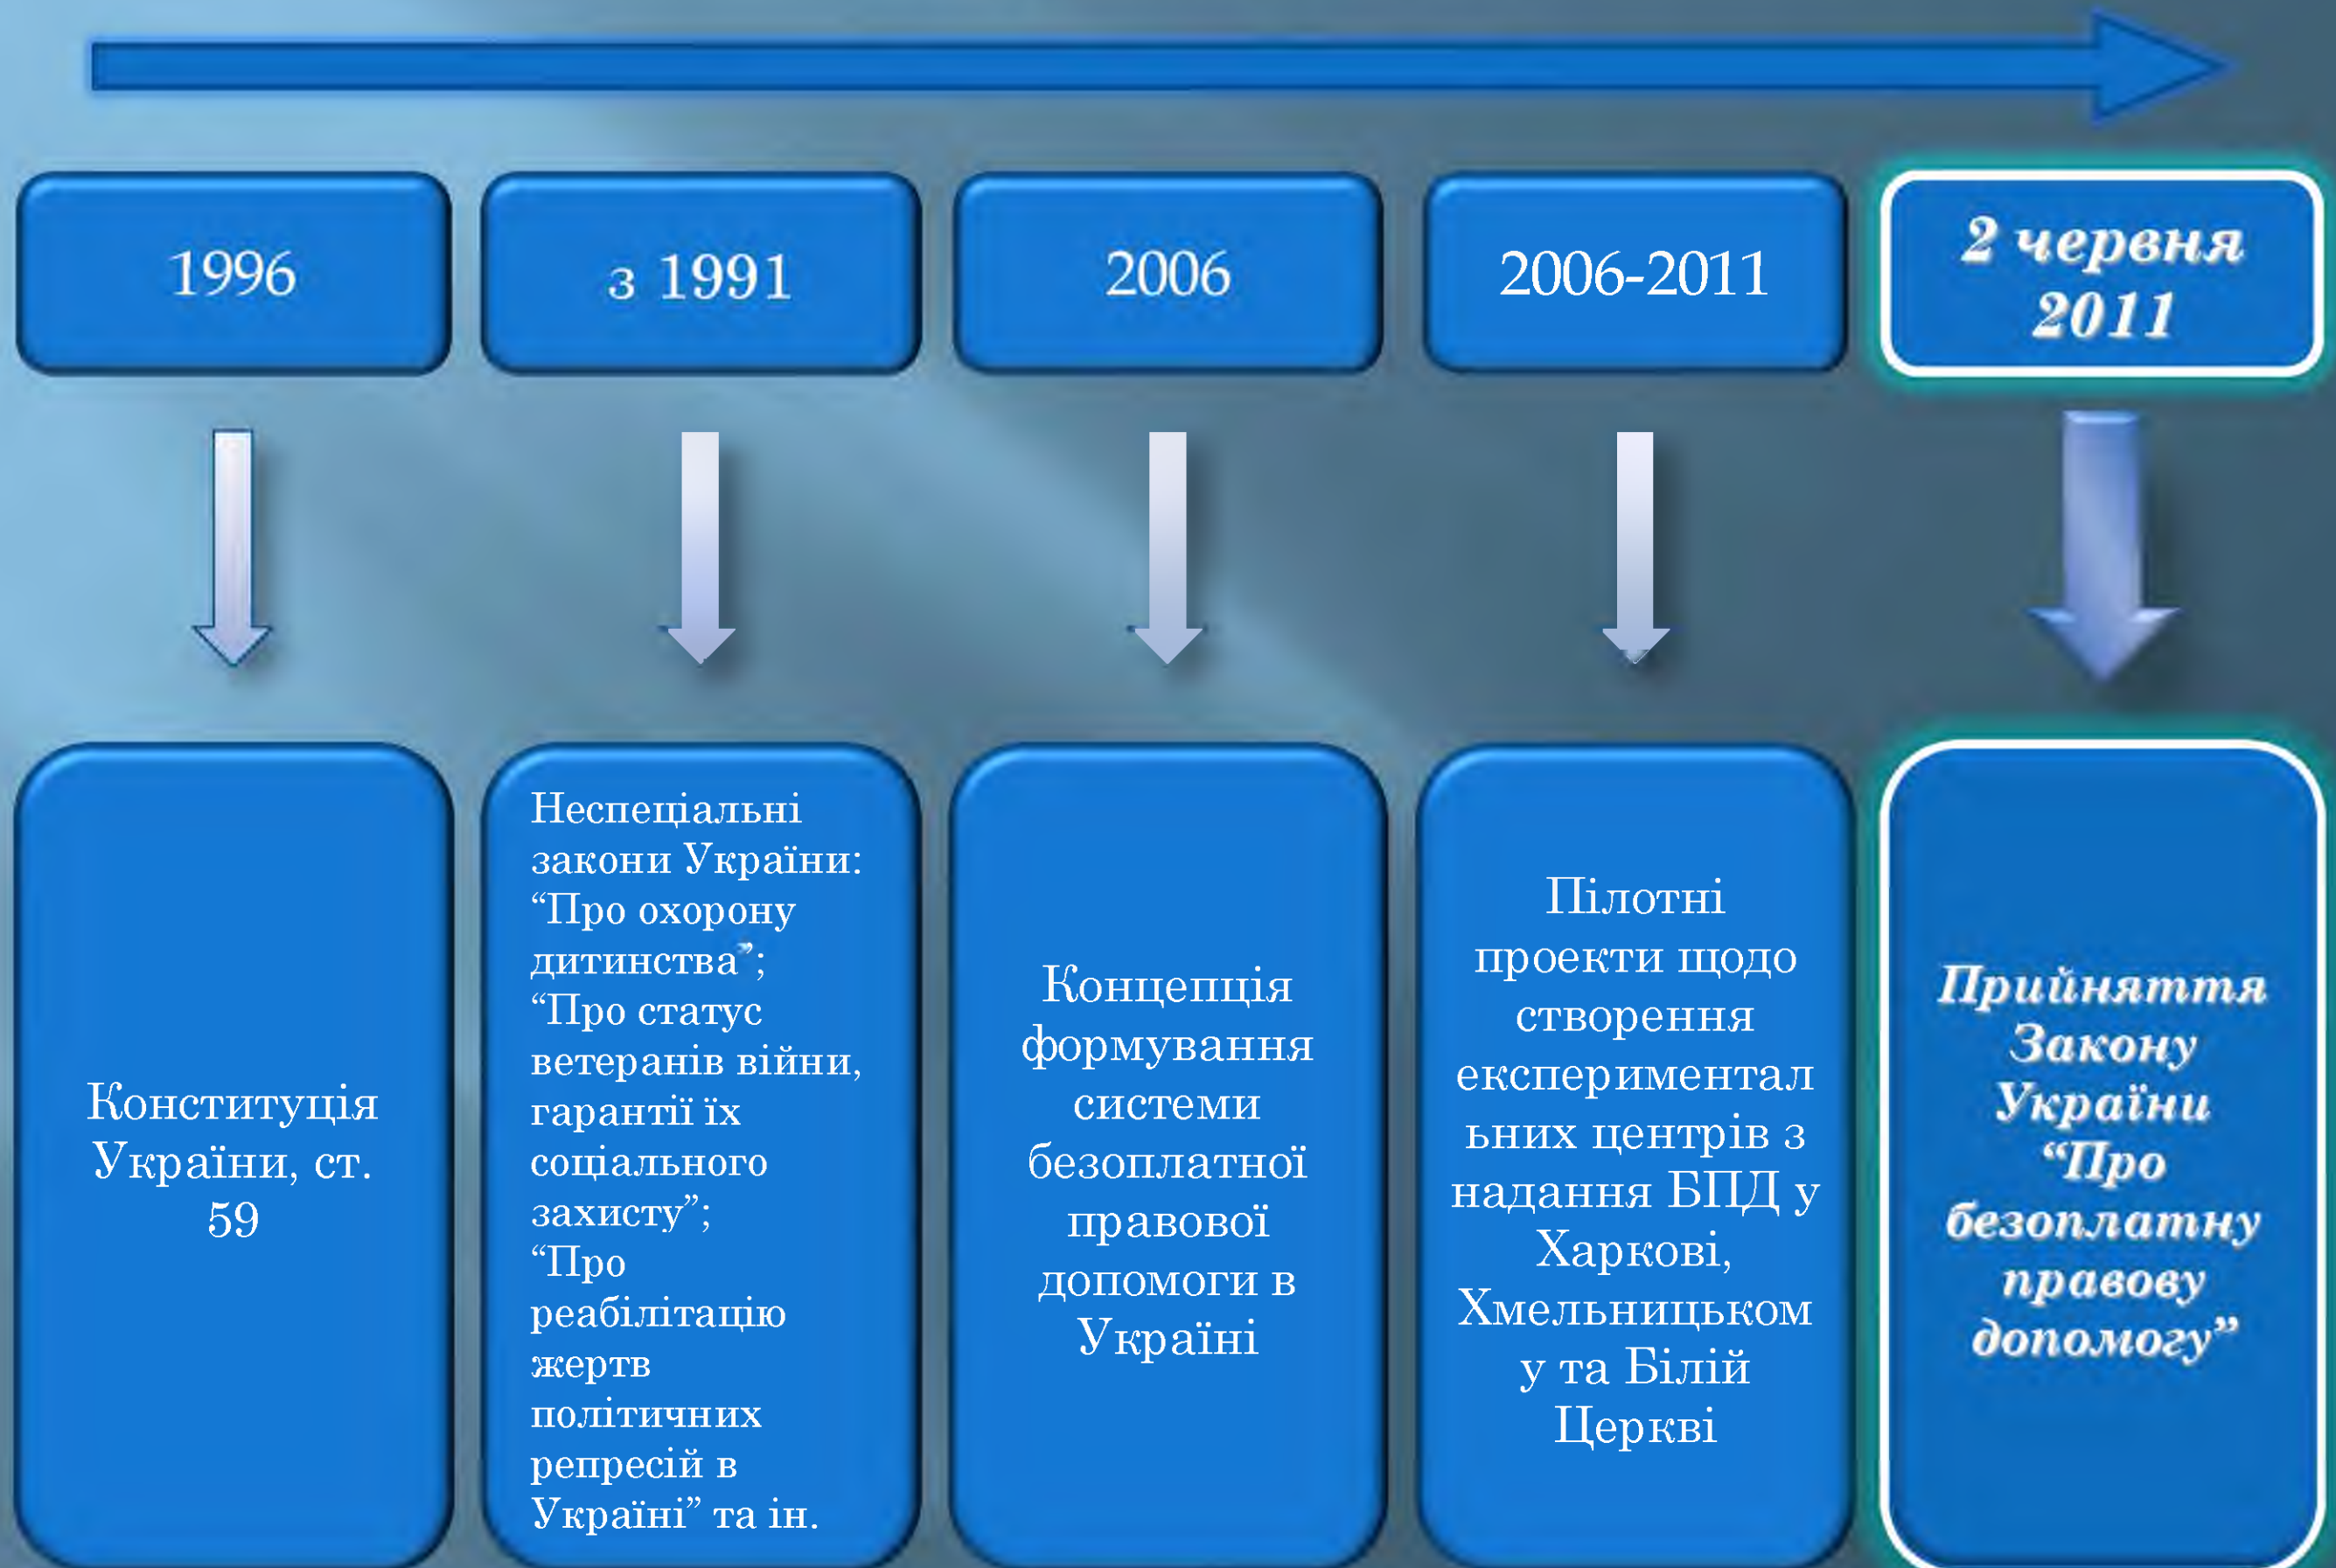 1996
з 1991
2006
2006-2011
2 червня
2011
Конституція
України, ст.
59
Неспеціальні
закони України:
“Про охорону
дитинства”;
“Про статус
ветеранів війни,
гарантії їх
соціального
захисту”;
“Про
реабілітацію
жертв
політичних
репресій в
Україні” та ін.
Концепція
формування
системи
безоплатної
правової
допомоги в
Україні
Пілотні
проекти щодо
створення
експериментал
ьних центрів з
надання БПД у
Харкові,
Хмельницьком
у та Білій
Церкві
Прийняття
Закону
України
“Про
безоплатну
правову
допомогу”